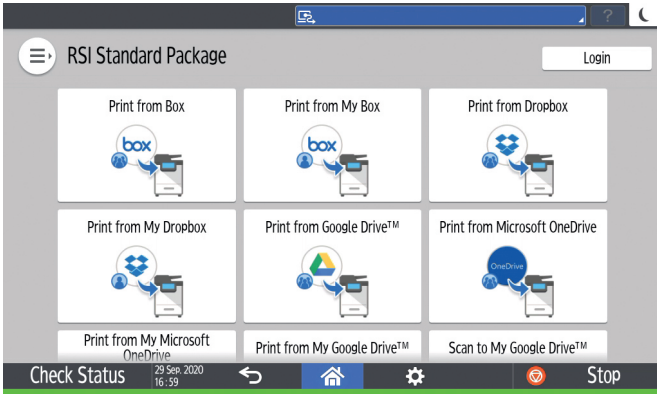 ?
RSI Standard Package
Login
Print from Box
Print from My Box
Print from Dropbox
box
box
Print from My Dropbox
Print from Google Drive™
Print from Microsoft OneDrive
OneDrive
Print from My Microsoft
OneDrive
Print from My Google Drive™
Scan to My Google Drive™
Check Status
29 Sep. 2020
16:59
Stop